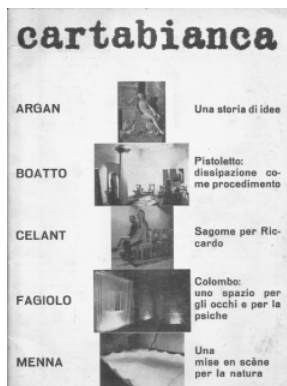 cartabianca
ARGAN
Una storia di idee
BOATTO
Pistoletto:
dissipazione co-
me procedimento
CELANT
Sagome per Ric-
cardo
FAGIOLO
Colombo:
uno spazio per
gli occhi e per la
psiche
MENNA
Una
mise en scène
per la natura